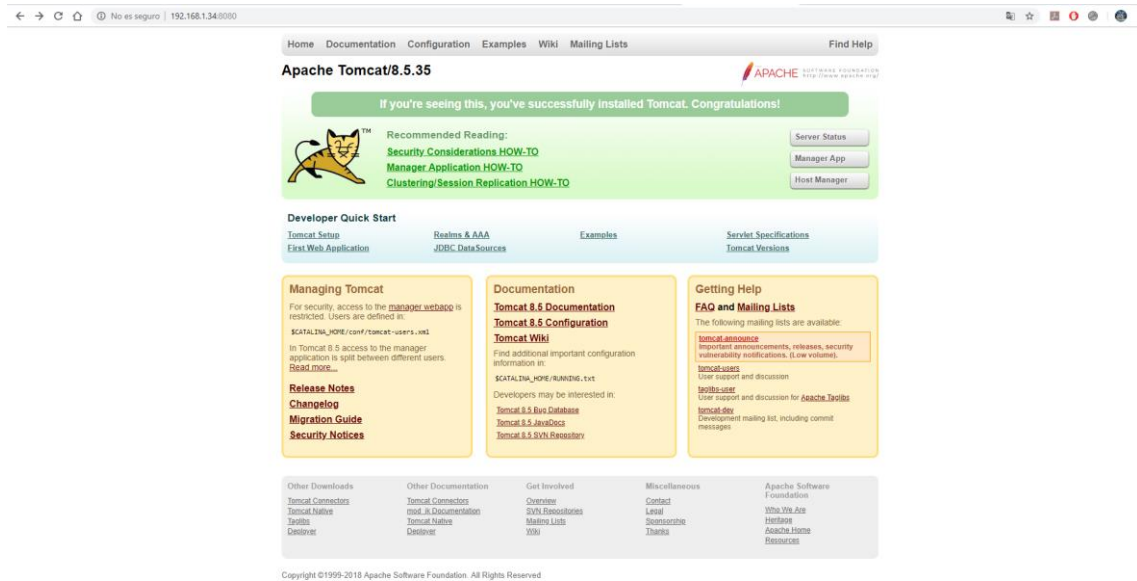 No es seguro | 192.168.1.34:8080
Home Documentation Configuration Examples Wiki Mailing Lists Find Help
Apache Tomcat/8.5.35
APACHE SOFTWARE FOUNDATION
http://www.apache.org/
If you're seeing this, you've successfully installed Tomcat. Congratulations!
TM
Recommended Reading:
Security Considerations HOW-TO
Manager Application HOW-TO
Clustering/Session Replication HOW-TO
Server Status
Manager App
Host Manager
Developer Quick Start
Tomcat Setup
First Web Application
Realms & AAA
JDBC DataSources
Examples
Servlet Specifications
Tomcat Versions
Managing Tomcat
For security, access to the manager webapp is
restricted. Users are defined in:
$CATALINA_HOME/conf/tomcat-users.xml
In Tomcat 8.5 access to the manager
application is split between different users.
Read more...
Release Notes
Changelog
Migration Guide
Security Notices
Documentation
Tomcat 8.5 Documentation
Tomcat 8.5 Configuration
Tomcat Wiki
Find additional important configuration
information in:
$CATALINA_HOME/RUNNING.txt
Developers may be interested in:
Tomcat 8.5 Bug Database
Tomcat 8.5 JavaDocs
Tomcat 8.5 SVN Repository
Getting Help
FAQ and Mailing Lists
The following mailing lists are available:
tomcat-announce
Important announcements, releases, security
vulnerability notifications. (Low volume).
tomcat-users
User support and discussion
taglibs-user
User support and discussion for Apache Taglibs
tomcat-dev
Development mailing list, including commit
messages
Other Downloads
Tomcat Connectors
Tomcat Native
Taglibs
Deployer
Other Documentation
Tomcat Connectors
mod_jk Documentation
Tomcat Native
Deployer
Get Involved
Overview
SVN Repositories
Mailing Lists
Wiki
Miscellaneous
Contact
Legal
Sponsorship
Thanks
Apache Software
Foundation
Who We Are
Heritage
Apache Home
Resources
Copyright ©1999-2018 Apache Software Foundation. All Rights Reserved